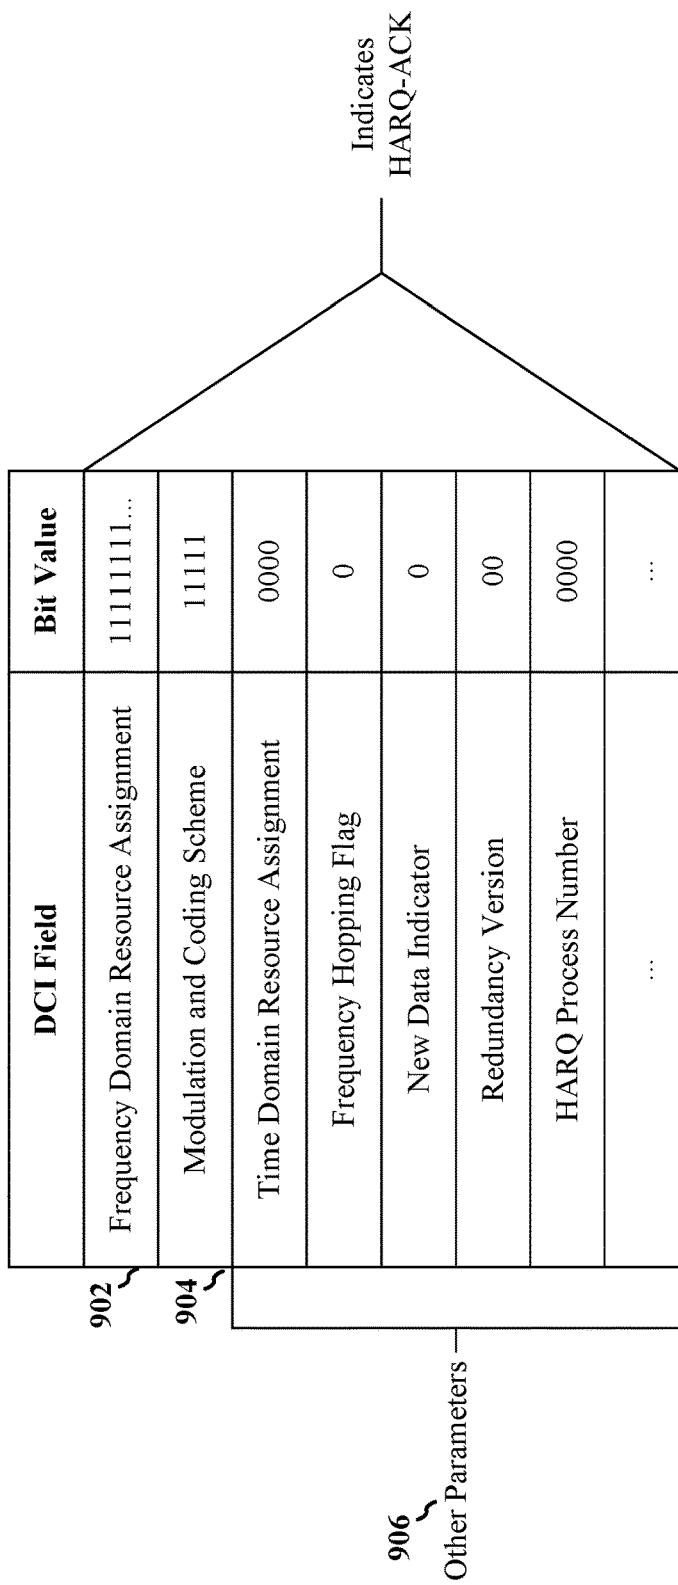 DCI Field Bit Value
902 Frequency Domain Resource Assignment 11111111...
904 Modulation and Coding Scheme 11111
Time Domain Resource Assignment 0000
Frequency Hopping Flag 0
906 New Data Indicator 0
Other Parameters Redundancy Version 00
HARQ Process Number 0000
... ...
Indicates
HARQ-ACK